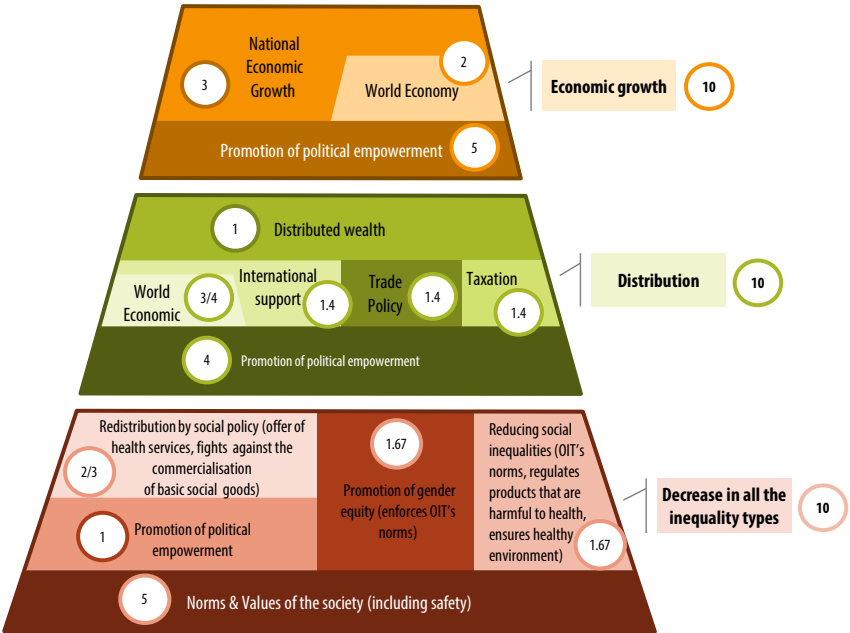 National
Economic
Growth
3
2
World Economy
Economic growth
10
Promotion of political empowerment
5
1
Distributed wealth
World
Economic
3/4
International
support
1.4
Trade
Policy
1.4
Taxation
1.4
Distribution
10
4
Promotion of political empowerment
Redistribution by social policy (offer of
health services, fights against the
commercialisation
of basic social goods)
2/3
1
Promotion of political
empowerment
1.67
Promotion of gender
equity (enforces OIT's
norms)
Reducing social
inequalities (OIT's
norms, regulates
products that are
harmful to health,
ensures healthy
environment)
1.67
Decrease in all the
inequality types
10
5
Norms & Values of the society (including safety)